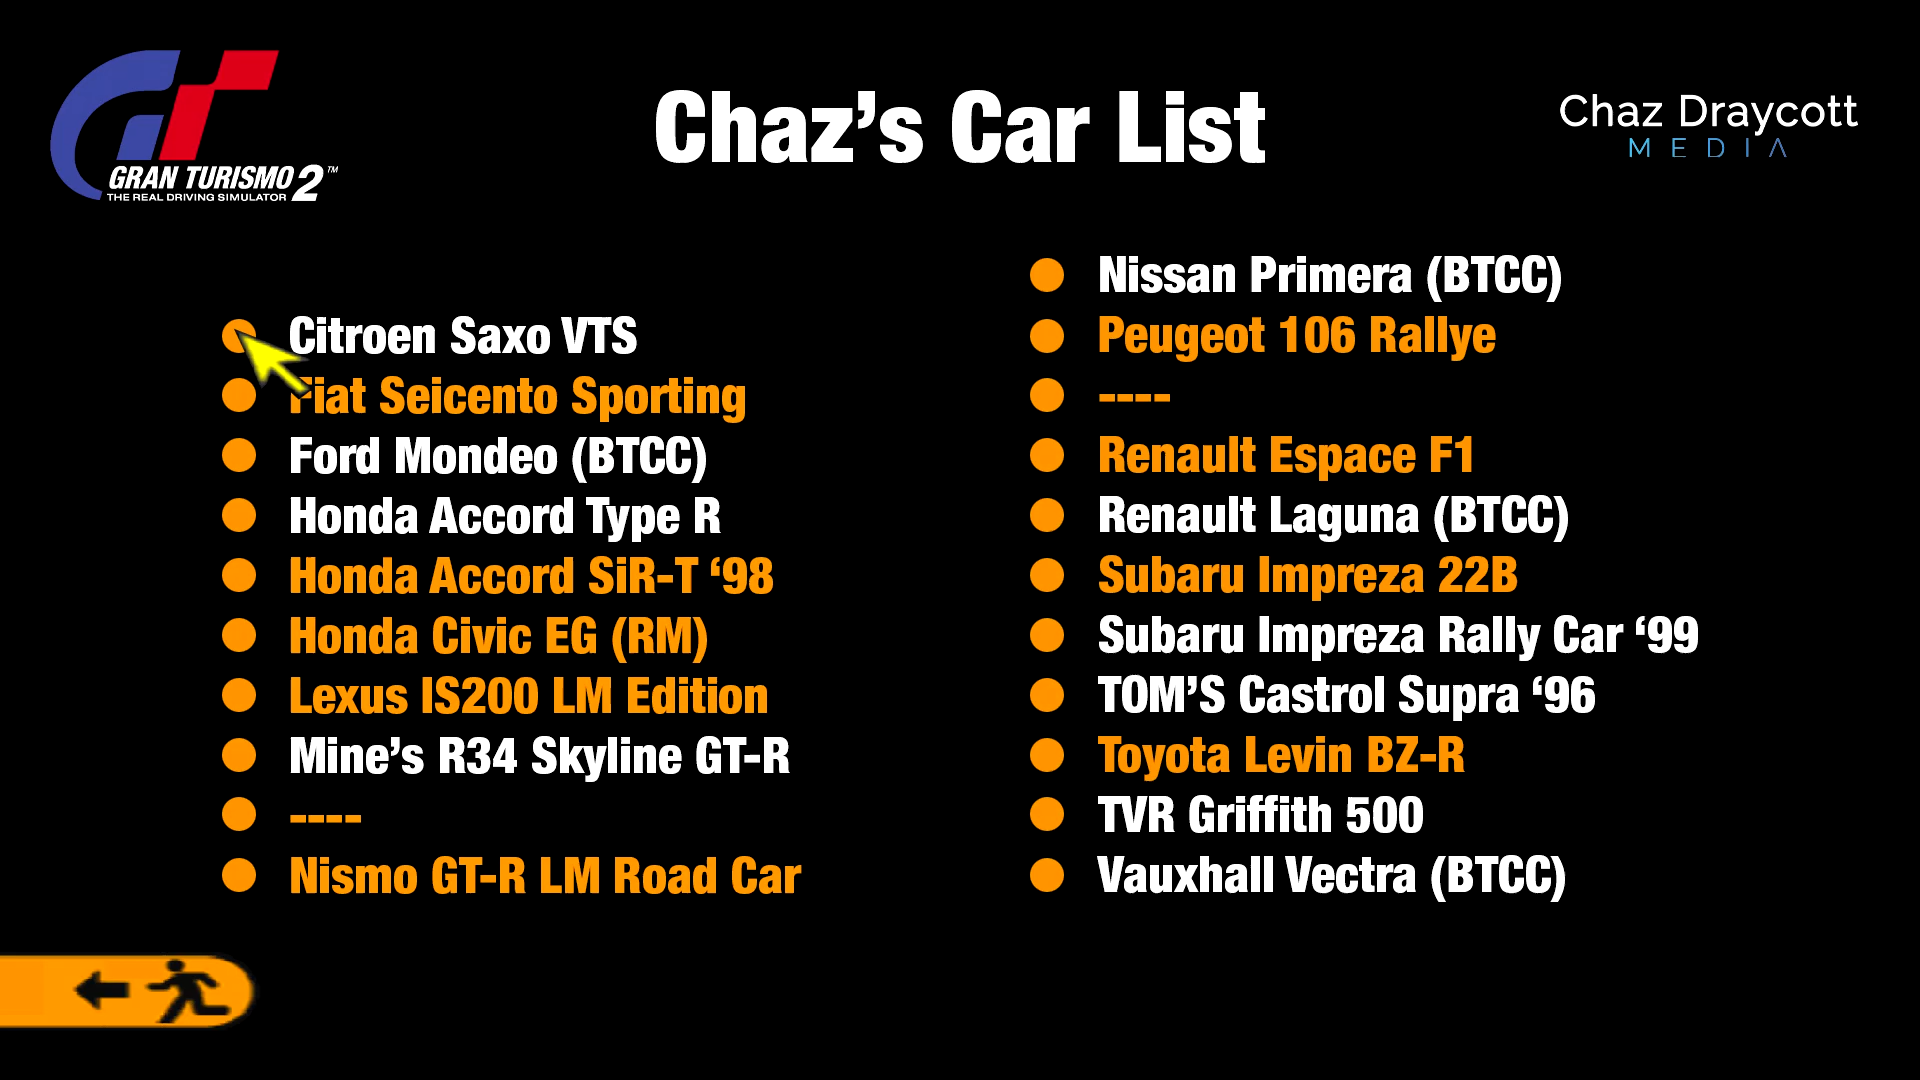 Chaz’s Car List
GRAN TURISMO 2™
THE REAL DRIVING SIMULATOR
Chaz Draycott
MEDIA
Citroen Saxo VTS
Fiat Seicento Sporting
Ford Mondeo (BTCC)
Honda Accord Type R
Honda Accord SiR-T ‘98
Honda Civic EG (RM)
Lexus IS200 LM Edition
Mine’s R34 Skyline GT-R
----
Nismo GT-R LM Road Car
Nissan Primera (BTCC)
Peugeot 106 Rallye
----
Renault Espace F1
Renault Laguna (BTCC)
Subaru Impreza 22B
Subaru Impreza Rally Car ‘99
TOM’S Castrol Supra ‘96
Toyota Levin BZ-R
TVR Griffith 500
Vauxhall Vectra (BTCC)